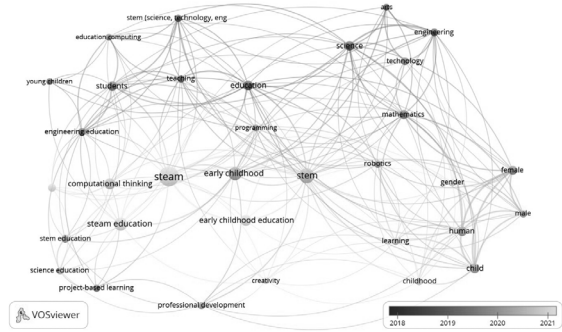 arts
stem (science, technology, eng
engineering
education computing
science
technology
young children
students
teaching
education
mathematics
engineering education
programming
robotics
female
steam
early childhood
stem
computational thinking
gender
male
steam education
early childhood education
human
stem education
learning
science education
child
creativity
childhood
project-based learning
professional development
VOSviewer
2018 2019 2020 2021